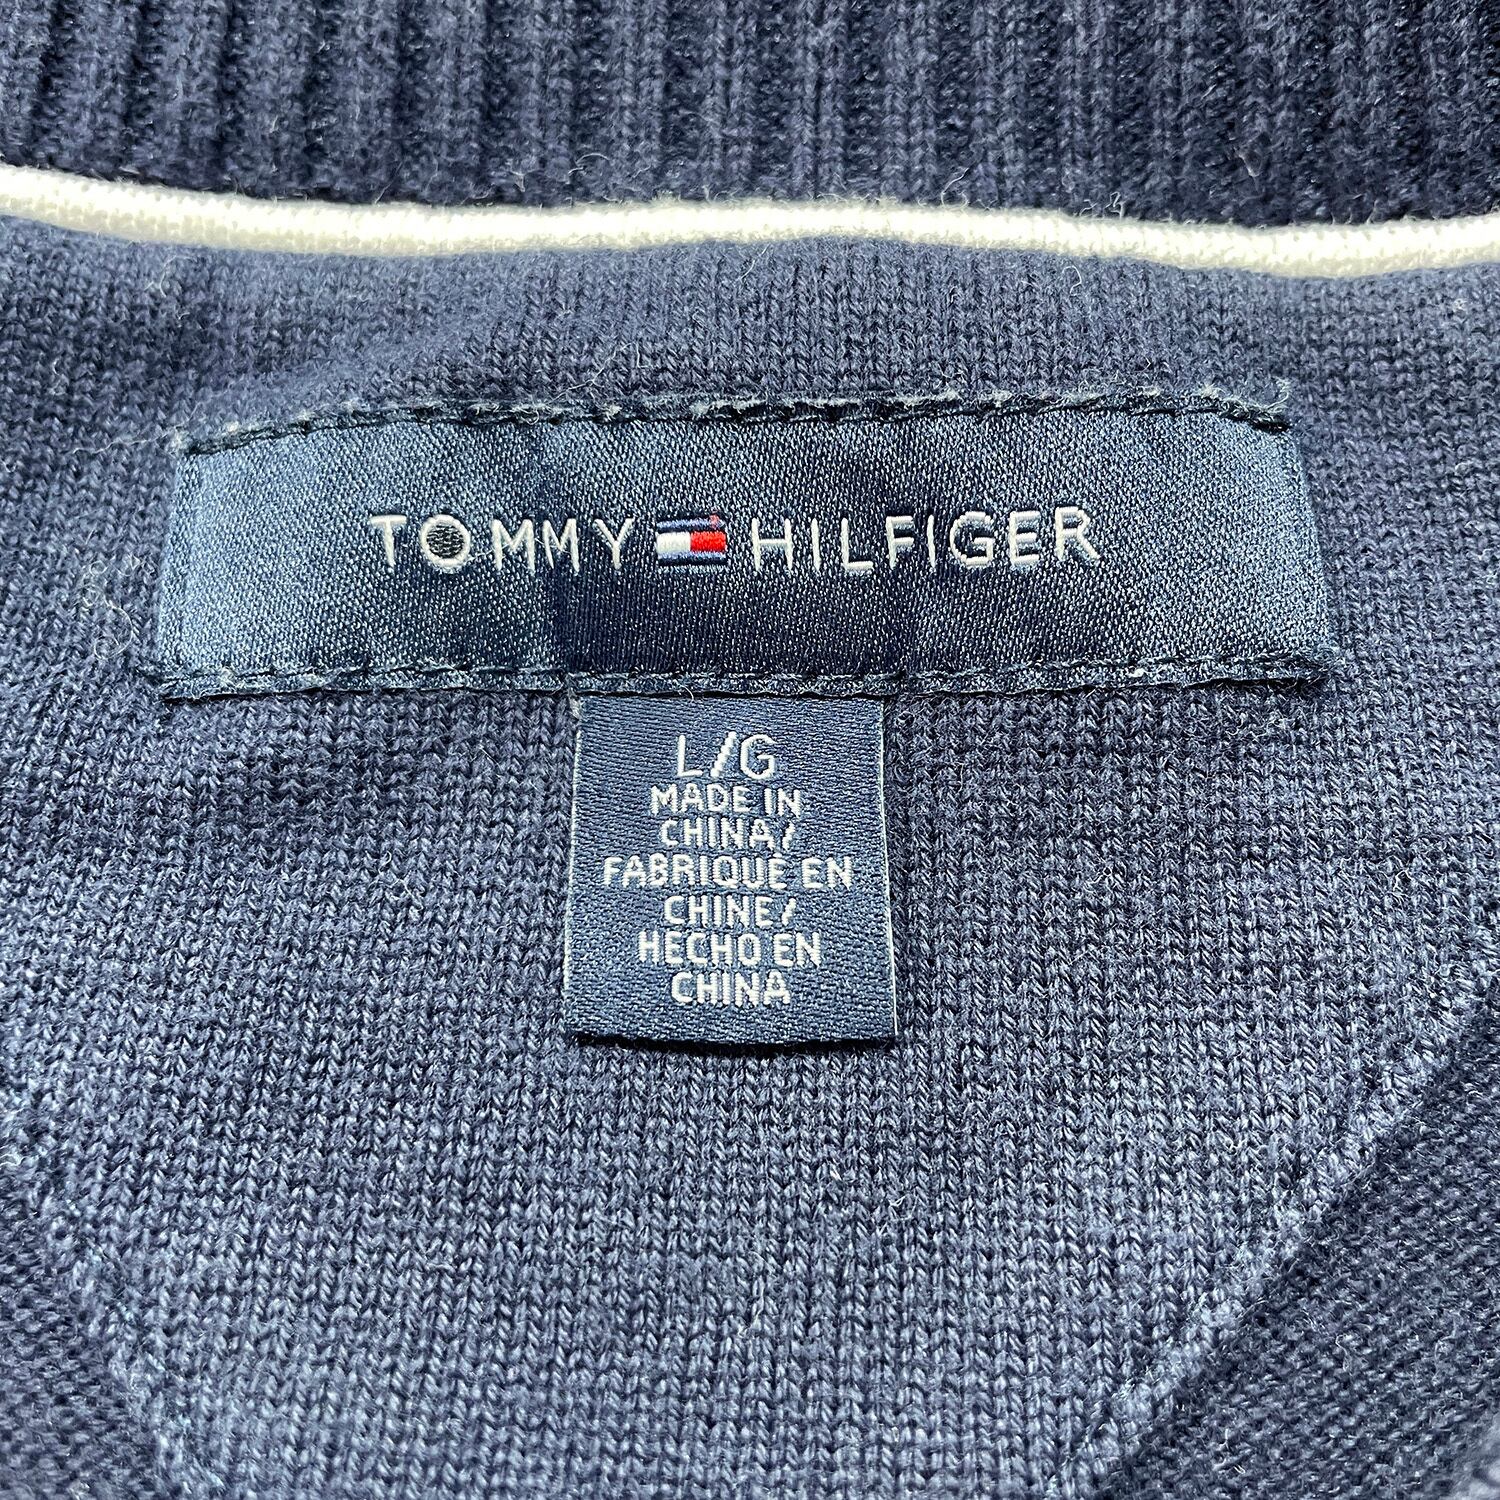 TOMMY HILFIGER
L/G
MADE IN
CHINA/
FABRIQUÉ EN
CHINE/
HECHO EN
CHINA